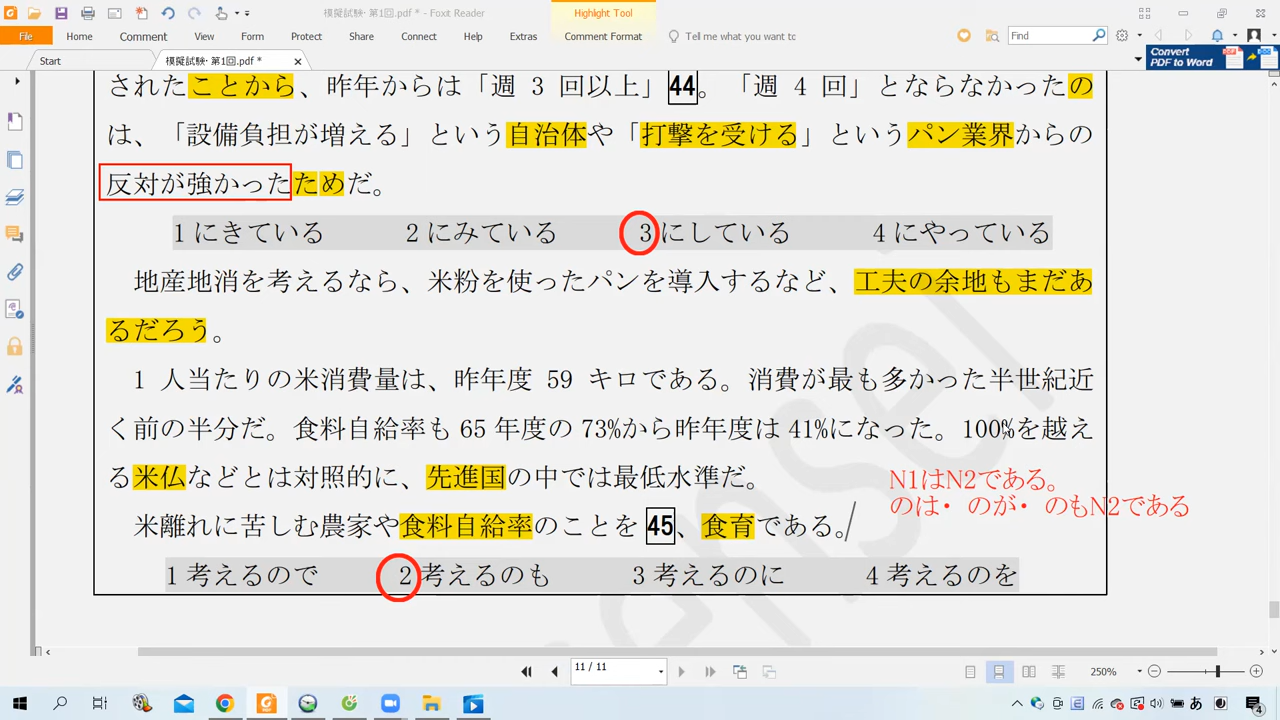 模擬試験・第1回.pdf * - Foxit Reader
Highlight Tool
File
Home
Comment
View
Form
Protect
Share
Connect
Help
Extras
Comment Format
Tell me what you want to do
Find
Start
模擬試験・第1回.pdf *
Convert
PDF to Word
されたことから、昨年からは「週 3 回以上」44。「週 4 回」とならなかったの
は、「設備負担が増える」という自治体や「打撃を受ける」というパン業界からの
反対が強かったためだ。
1 にきている 2 にみている 3 にしている 4 にやっている
地産地消を考えるなら、米粉を使ったパンを導入するなど、工夫の余地もまだあ
るだろう。
1 人当たりの米消費量は、昨年度 59 キロである。消費が最も多かった半世紀近
く前の半分だ。食料自給率も 65 年度の 73%から昨年度は 41%になった。100%を越え
る米仏などとは対照的に、先進国の中では最低水準だ。
N1はN2である。
のは・ のが・ のもN2である
米離れに苦しむ農家や食料自給率のことを 45、食育である。
1 考えるので 2 考えるのも 3 考えるのに 4 考えるのを
ensei
11 / 11
250%
あ
4